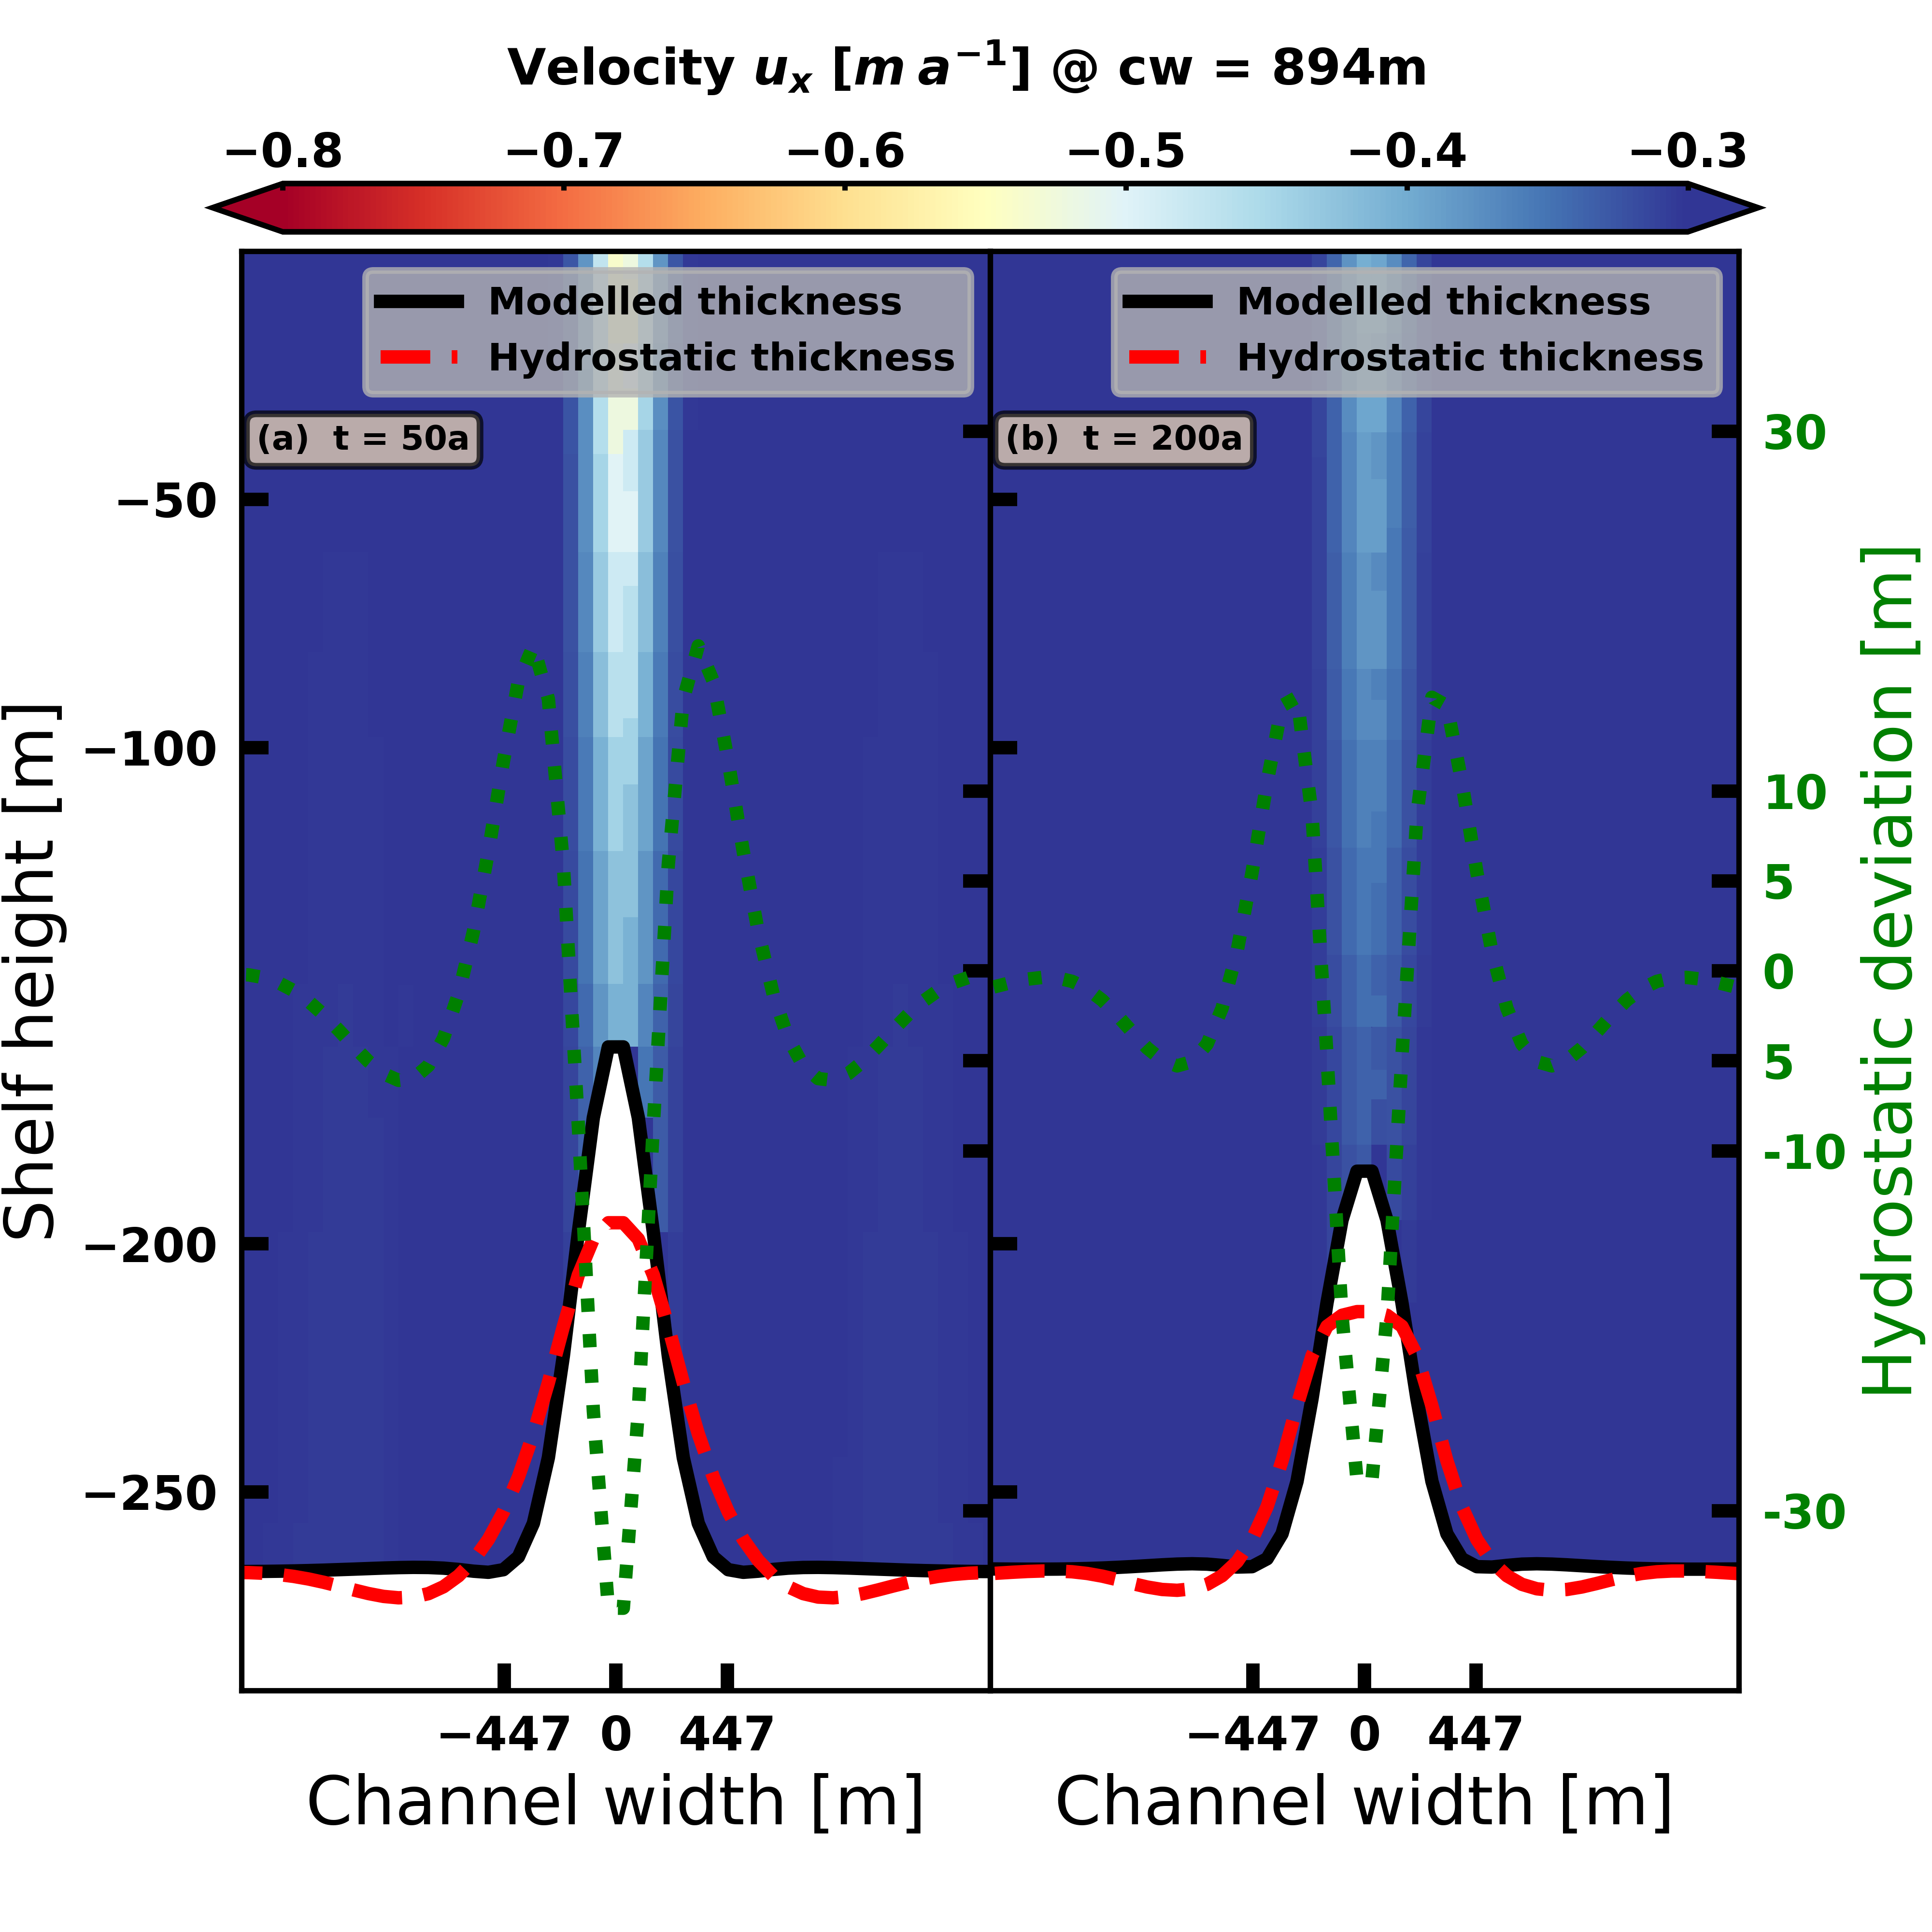 Velocity u_x [m a^{-1}] @ cw = 894m
−0.8 −0.7 −0.6 −0.5 −0.4 −0.3
Modelled thickness
Hydrostatic thickness
Modelled thickness
Hydrostatic thickness
(a) t = 50a
(b) t = 200a
Shelf height [m]
−50
−100
−200
−250
30
10
5
0
5
-10
-30
Hydrostatic deviation [m]
−447 0 447
−447 0 447
Channel width [m]
Channel width [m]